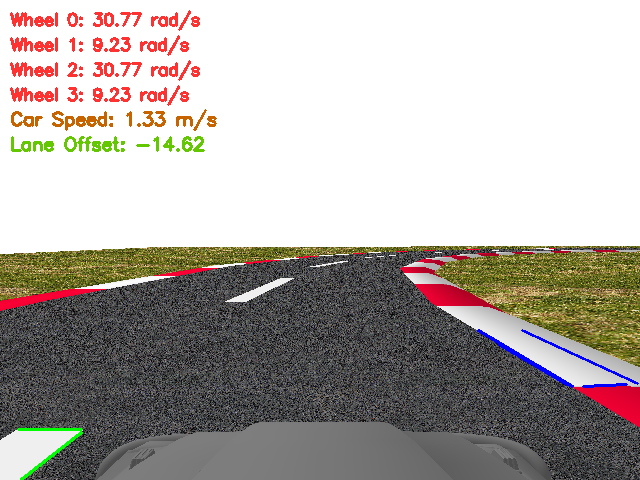 Wheel 0: 30.77 rad/s
Wheel 1: 9.23 rad/s
Wheel 2: 30.77 rad/s
Wheel 3: 9.23 rad/s
Car Speed: 1.33 m/s
Lane Offset: -14.62